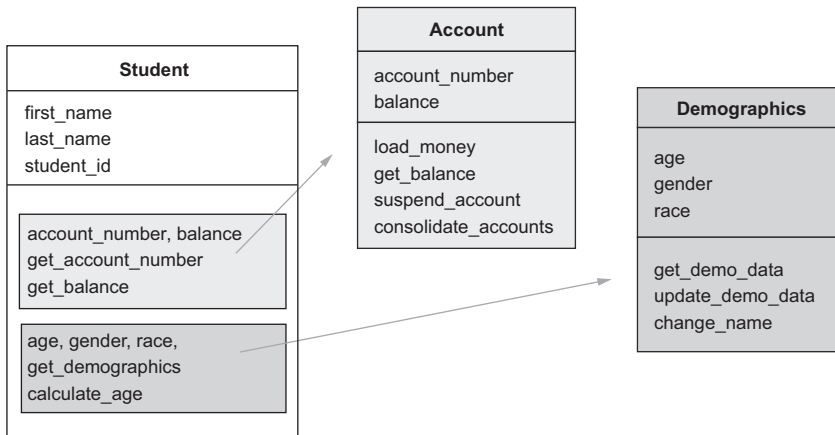 Student
first_name
last_name
student_id
account_number, balance
get_account_number
get_balance
age, gender, race,
get_demographics
calculate_age
Account
account_number
balance
load_money
get_balance
suspend_account
consolidate_accounts
Demographics
age
gender
race
get_demo_data
update_demo_data
change_name